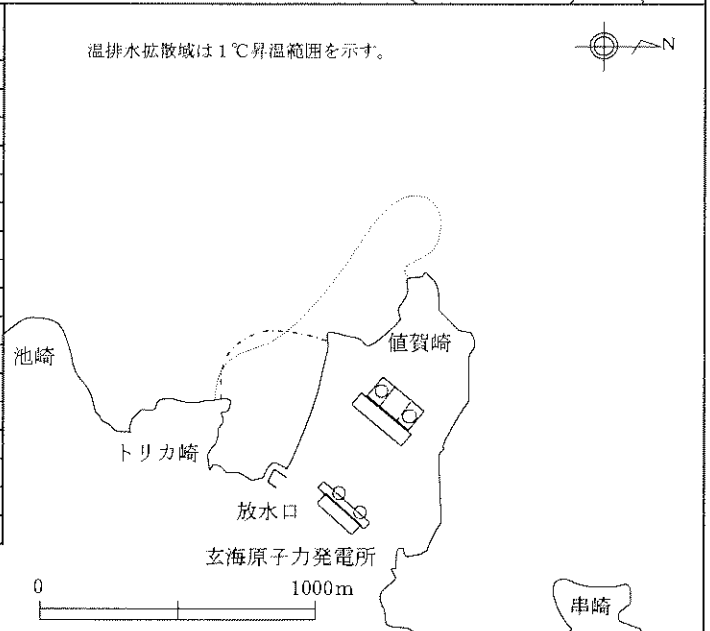 温排水拡散域は1℃昇温範囲を示す。
N
池崎
値賀崎
トリカ崎
放水口
玄海原子力発電所
0 1000m
串崎